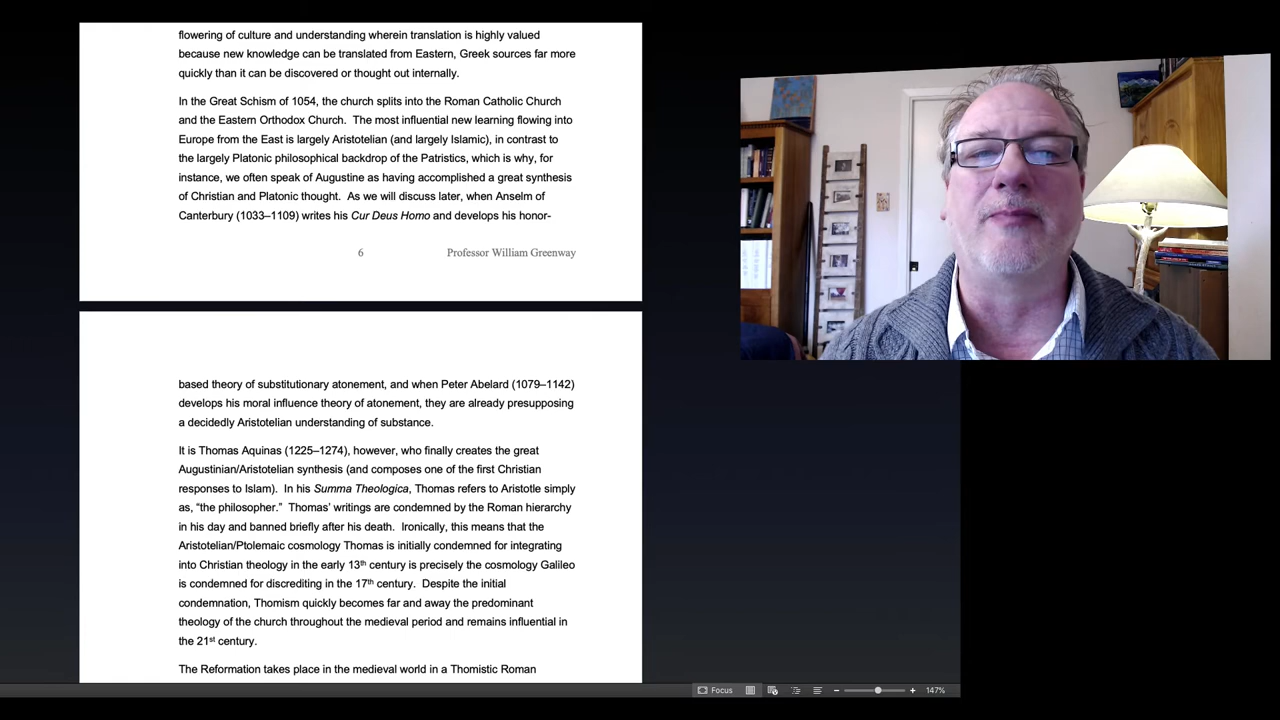 flowering of culture and understanding wherein translation is highly valued
because new knowledge can be translated from Eastern, Greek sources far more
quickly than it can be discovered or thought out internally.
In the Great Schism of 1054, the church splits into the Roman Catholic Church
and the Eastern Orthodox Church.  The most influential new learning flowing into
Europe from the East is largely Aristotelian (and largely Islamic), in contrast to
the largely Platonic philosophical backdrop of the Patristics, which is why, for
instance, we often speak of Augustine as having accomplished a great synthesis
of Christian and Platonic thought.  As we will discuss later, when Anselm of
Canterbury (1033–1109) writes his Cur Deus Homo and develops his honor-
6 Professor William Greenway
based theory of substitutionary atonement, and when Peter Abelard (1079–1142)
develops his moral influence theory of atonement, they are already presupposing
a decidedly Aristotelian understanding of substance.
It is Thomas Aquinas (1225–1274), however, who finally creates the great
Augustinian/Aristotelian synthesis (and composes one of the first Christian
responses to Islam).  In his Summa Theologica, Thomas refers to Aristotle simply
as, “the philosopher.”  Thomas’ writings are condemned by the Roman hierarchy
in his day and banned briefly after his death.  Ironically, this means that the
Aristotelian/Ptolemaic cosmology Thomas is initially condemned for integrating
into Christian theology in the early 13th century is precisely the cosmology Galileo
is condemned for discrediting in the 17th century.  Despite the initial
condemnation, Thomism quickly becomes far and away the predominant
theology of the church throughout the medieval period and remains influential in
the 21st century.
The Reformation takes place in the medieval world in a Thomistic Roman
Focus 147%